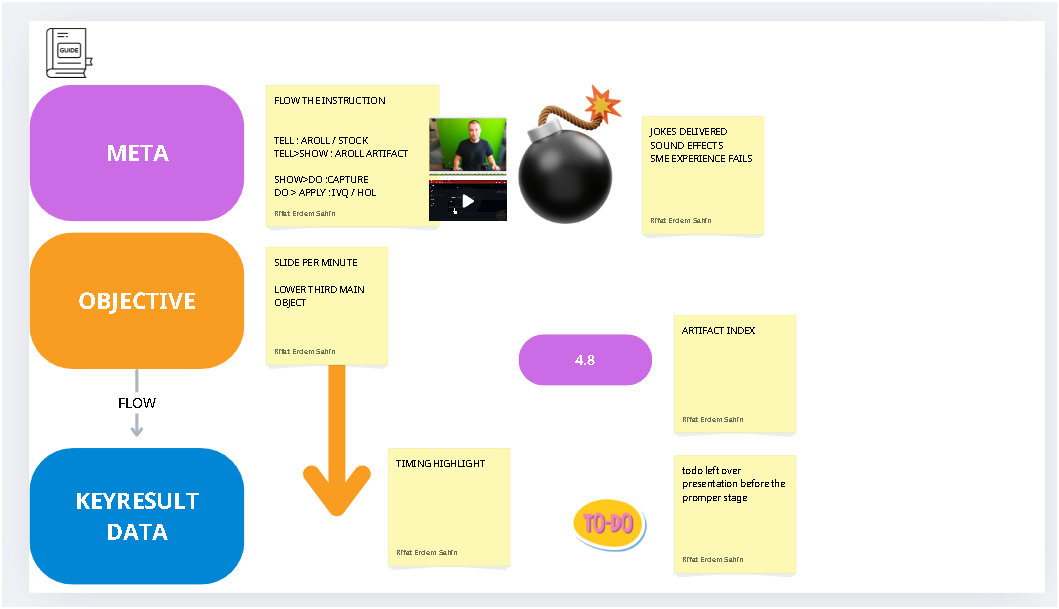 GUIDE
META
FLOW THE INSTRUCTION
TELL : AROLL / STOCK
TELL>SHOW : AROLL ARTIFACT
SHOW>DO :CAPTURE
DO > APPLY :IVQ / HOL
Rifat Erdem Sahin
JOKES DELIVERED
SOUND EFFECTS
SME EXPERIENCE FAILS
Rifat Erdem Sahin
OBJECTIVE
SLIDE PER MINUTE
LOWER THIRD MAIN
OBJECT
Rifat Erdem Sahin
4.8
ARTIFACT INDEX
Rifat Erdem Sahin
FLOW
KEYRESULT
DATA
TIMING HIGHLIGHT
Rifat Erdem Sahin
TO-DO
todo left over
presentation before the
promper stage
Rifat Erdem Sahin